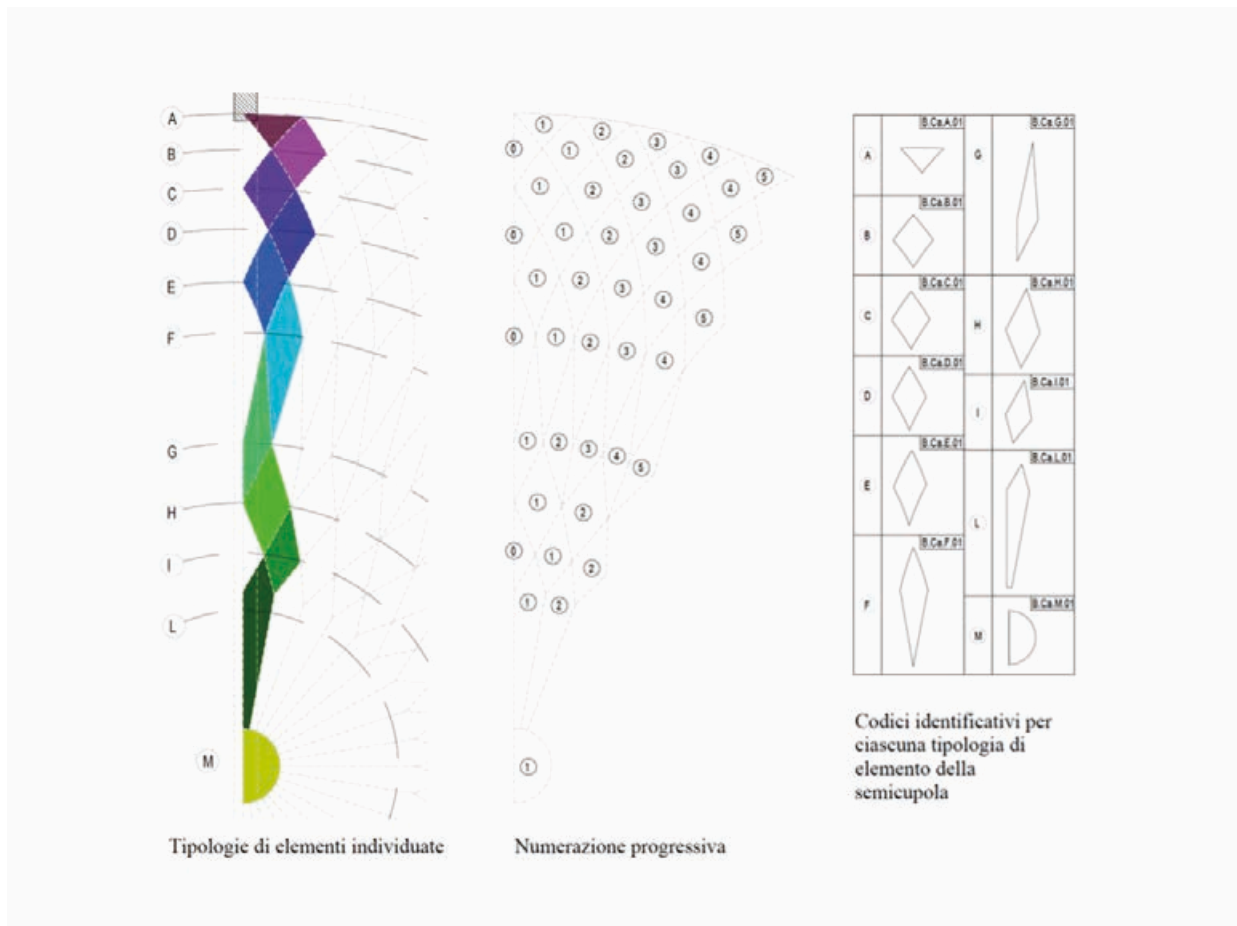 A
B
C
D
E
F
G
H
I
L
M
Tipologie di elementi individuate
1 2 3 4 5
0 1 2 3 4
1 2 3 4 5
0 1 2 3 4
1 2 3 4 5
0 1 2 3 4
1 2 3 4 5
1 2
0 1 2
1 2
1
Numerazione progressiva
A B.Ca.A.01
B B.Ca.B.01
C B.Ca.C.01
D B.Ca.D.01
E B.Ca.E.01
F B.Ca.F.01
G B.Ca.G.01
H B.Ca.H.01
I B.Ca.I.01
L B.Ca.L.01
M B.Ca.M.01
Codici identificativi per
ciascuna tipologia di
elemento della
semicupola